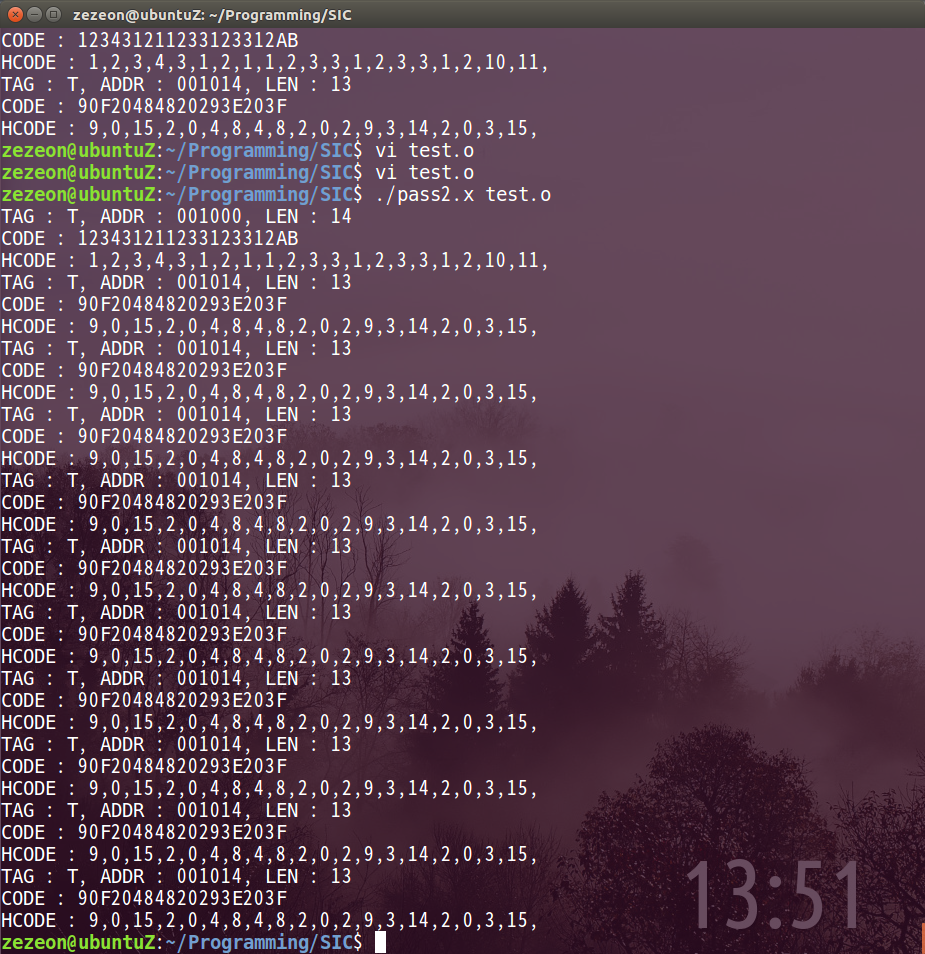 zezeon@ubuntuZ: ~/Programming/SIC
CODE : 123431211233123312AB
HCODE : 1,2,3,4,3,1,2,1,1,2,3,3,1,2,3,3,1,2,10,11,
TAG : T, ADDR : 001014, LEN : 13
CODE : 90F20484820293E203F
HCODE : 9,0,15,2,0,4,8,4,8,2,0,2,9,3,14,2,0,3,15,
zezeon@ubuntuZ:~/Programming/SIC$ vi test.o
zezeon@ubuntuZ:~/Programming/SIC$ vi test.o
zezeon@ubuntuZ:~/Programming/SIC$ ./pass2.x test.o
TAG : T, ADDR : 001000, LEN : 14
CODE : 123431211233123312AB
HCODE : 1,2,3,4,3,1,2,1,1,2,3,3,1,2,3,3,1,2,10,11,
TAG : T, ADDR : 001014, LEN : 13
CODE : 90F20484820293E203F
HCODE : 9,0,15,2,0,4,8,4,8,2,0,2,9,3,14,2,0,3,15,
TAG : T, ADDR : 001014, LEN : 13
CODE : 90F20484820293E203F
HCODE : 9,0,15,2,0,4,8,4,8,2,0,2,9,3,14,2,0,3,15,
TAG : T, ADDR : 001014, LEN : 13
CODE : 90F20484820293E203F
HCODE : 9,0,15,2,0,4,8,4,8,2,0,2,9,3,14,2,0,3,15,
TAG : T, ADDR : 001014, LEN : 13
CODE : 90F20484820293E203F
HCODE : 9,0,15,2,0,4,8,4,8,2,0,2,9,3,14,2,0,3,15,
TAG : T, ADDR : 001014, LEN : 13
CODE : 90F20484820293E203F
HCODE : 9,0,15,2,0,4,8,4,8,2,0,2,9,3,14,2,0,3,15,
TAG : T, ADDR : 001014, LEN : 13
CODE : 90F20484820293E203F
HCODE : 9,0,15,2,0,4,8,4,8,2,0,2,9,3,14,2,0,3,15,
TAG : T, ADDR : 001014, LEN : 13
CODE : 90F20484820293E203F
HCODE : 9,0,15,2,0,4,8,4,8,2,0,2,9,3,14,2,0,3,15,
TAG : T, ADDR : 001014, LEN : 13
CODE : 90F20484820293E203F
HCODE : 9,0,15,2,0,4,8,4,8,2,0,2,9,3,14,2,0,3,15,
TAG : T, ADDR : 001014, LEN : 13
CODE : 90F20484820293E203F
HCODE : 9,0,15,2,0,4,8,4,8,2,0,2,9,3,14,2,0,3,15,
TAG : T, ADDR : 001014, LEN : 13
CODE : 90F20484820293E203F
HCODE : 9,0,15,2,0,4,8,4,8,2,0,2,9,3,14,2,0,3,15,
zezeon@ubuntuZ:~/Programming/SIC$
13:51